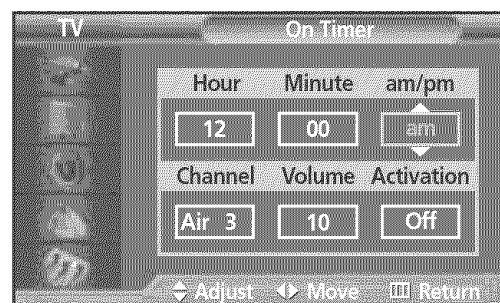 TV On Timer
Hour Minute am/pm
12 00 am
Channel Volume Activation
Air 3 10 Off
Adjust Move Return